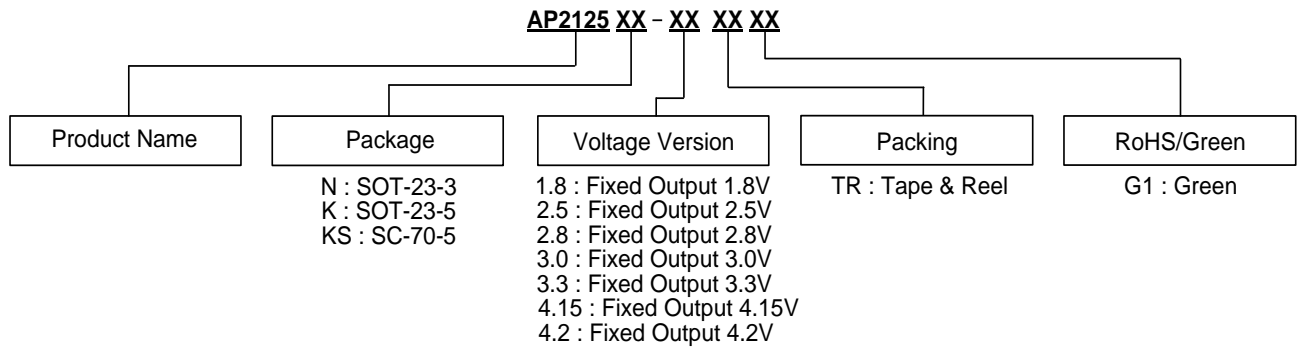 AP2125 XX - XX XX XX
Product Name
Package
N : SOT-23-3
K : SOT-23-5
KS : SC-70-5
Voltage Version
1.8 : Fixed Output 1.8V
2.5 : Fixed Output 2.5V
2.8 : Fixed Output 2.8V
3.0 : Fixed Output 3.0V
3.3 : Fixed Output 3.3V
4.15 : Fixed Output 4.15V
4.2 : Fixed Output 4.2V
Packing
TR : Tape & Reel
RoHS/Green
G1 : Green